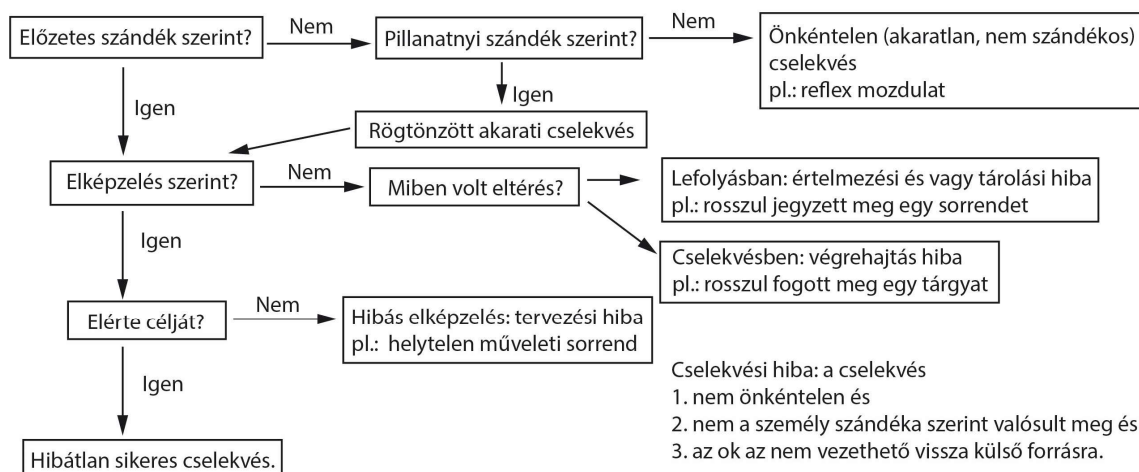 Előzetes szándék szerint?
Nem
Pillanatnyi szándék szerint?
Nem
Önkéntelen (akaratlan, nem szándékos)
cselekvés
pl.: reflex mozdulat
Igen
Igen
Rögtönzött akarati cselekvés
Elképzelés szerint?
Nem
Miben volt eltérés?
Lefolyásban: értelmezési és vagy tárolási hiba
pl.: rosszul jegyzett meg egy sorrendet
Igen
Cselekvésben: végrehajtás hiba
pl.: rosszul fogott meg egy tárgyat
Elérte célját?
Nem
Hibás elképzelés: tervezési hiba
pl.: helytelen műveleti sorrend
Igen
Hibátlan sikeres cselekvés.
Cselekvési hiba: a cselekvés
1. nem önkéntelen és
2. nem a személy szándéka szerint valósult meg és
3. az ok az nem vezethető vissza külső forrásra.